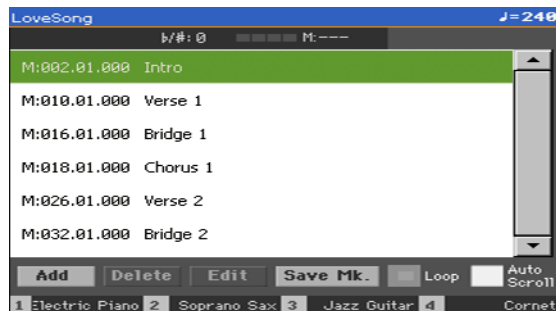 LoveSong ♩=240
♭/#: 0 M:---
M:002.01.000 Intro
M:010.01.000 Verse 1
M:016.01.000 Bridge 1
M:018.01.000 Chorus 1
M:026.01.000 Verse 2
M:032.01.000 Bridge 2
Add Delete Edit Save Mk. Loop Auto Scroll
1 Electric Piano 2 Soprano Sax 3 Jazz Guitar 4 Cornet